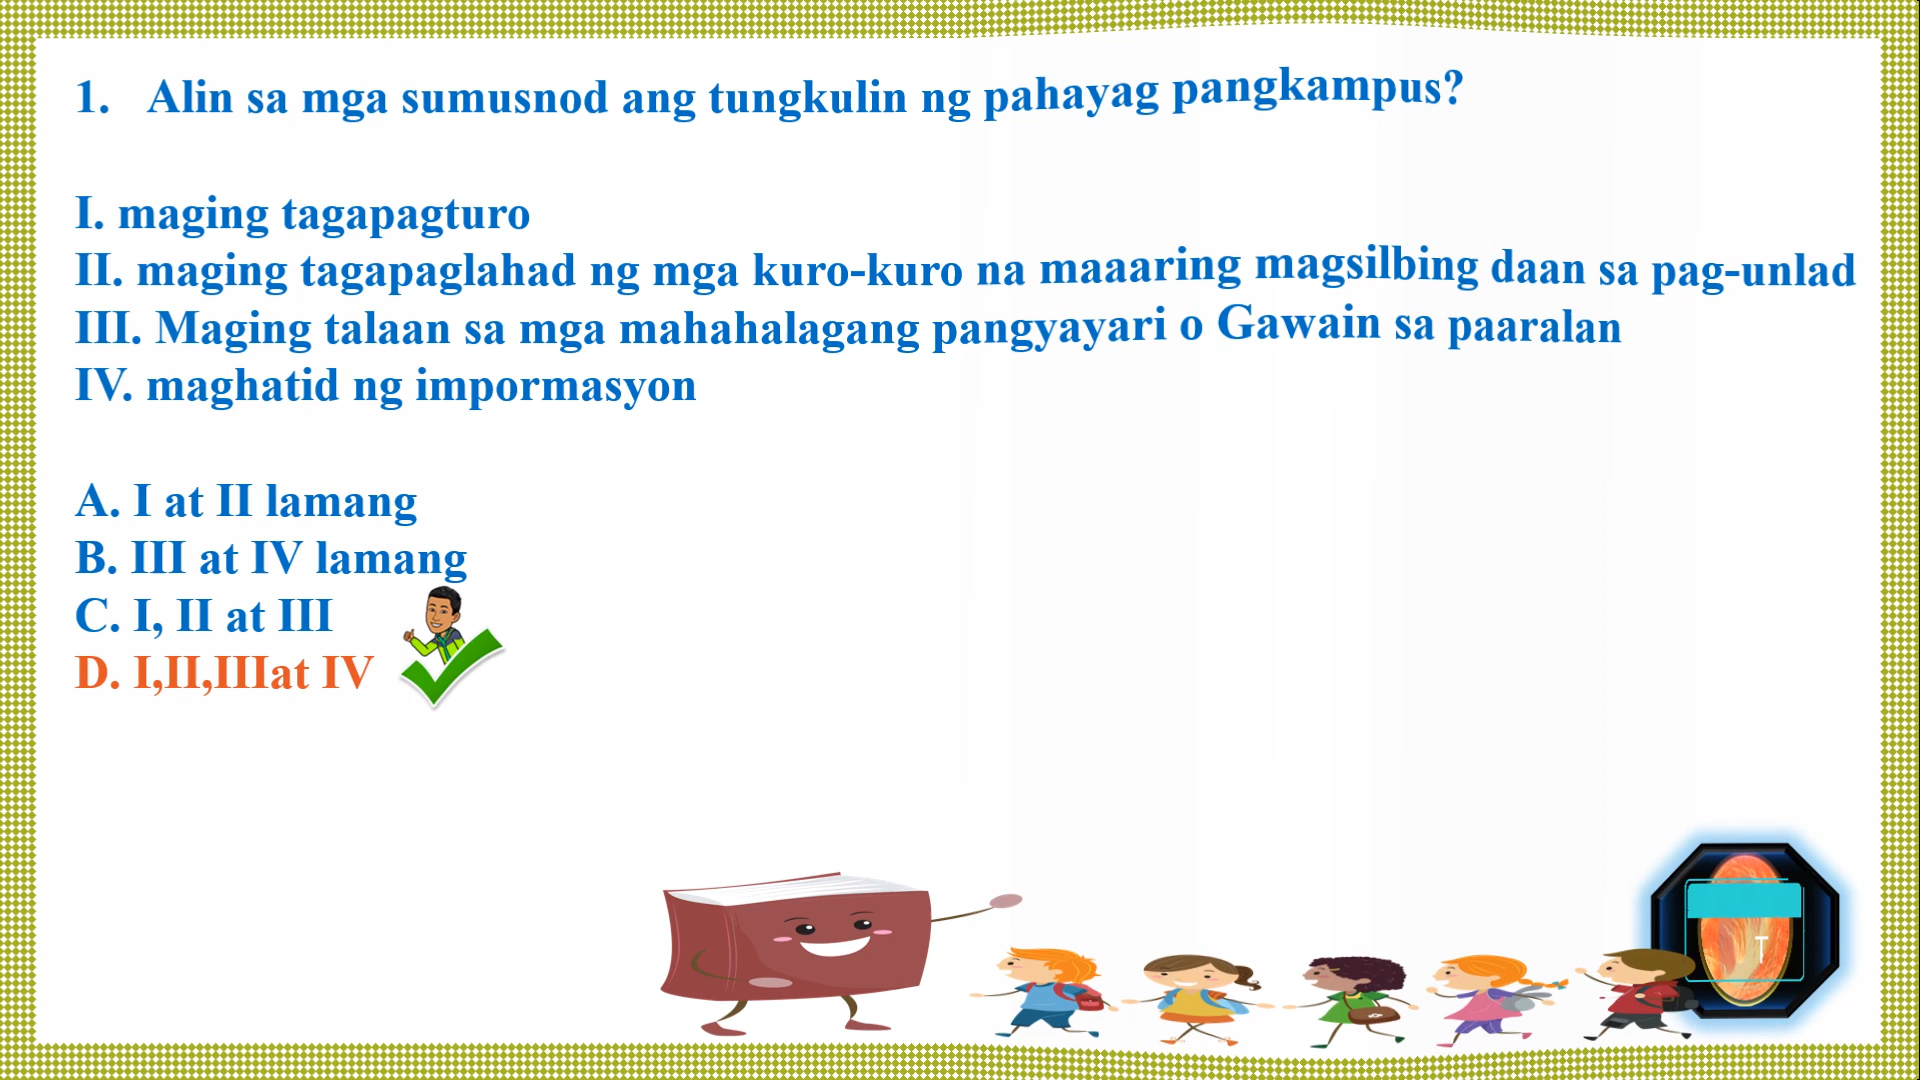 1. Alin sa mga sumusnod ang tungkulin ng pahayag pangkampus?
I. maging tagapagturo
II. maging tagapaglahad ng mga kuro-kuro na maaaring magsilbing daan sa pag-unlad
III. Maging talaan sa mga mahahalagang pangyayari o Gawain sa paaralan
IV. maghatid ng impormasyon
A. I at II lamang
B. III at IV lamang
C. I, II at III
D. I,II,IIIat IV
T